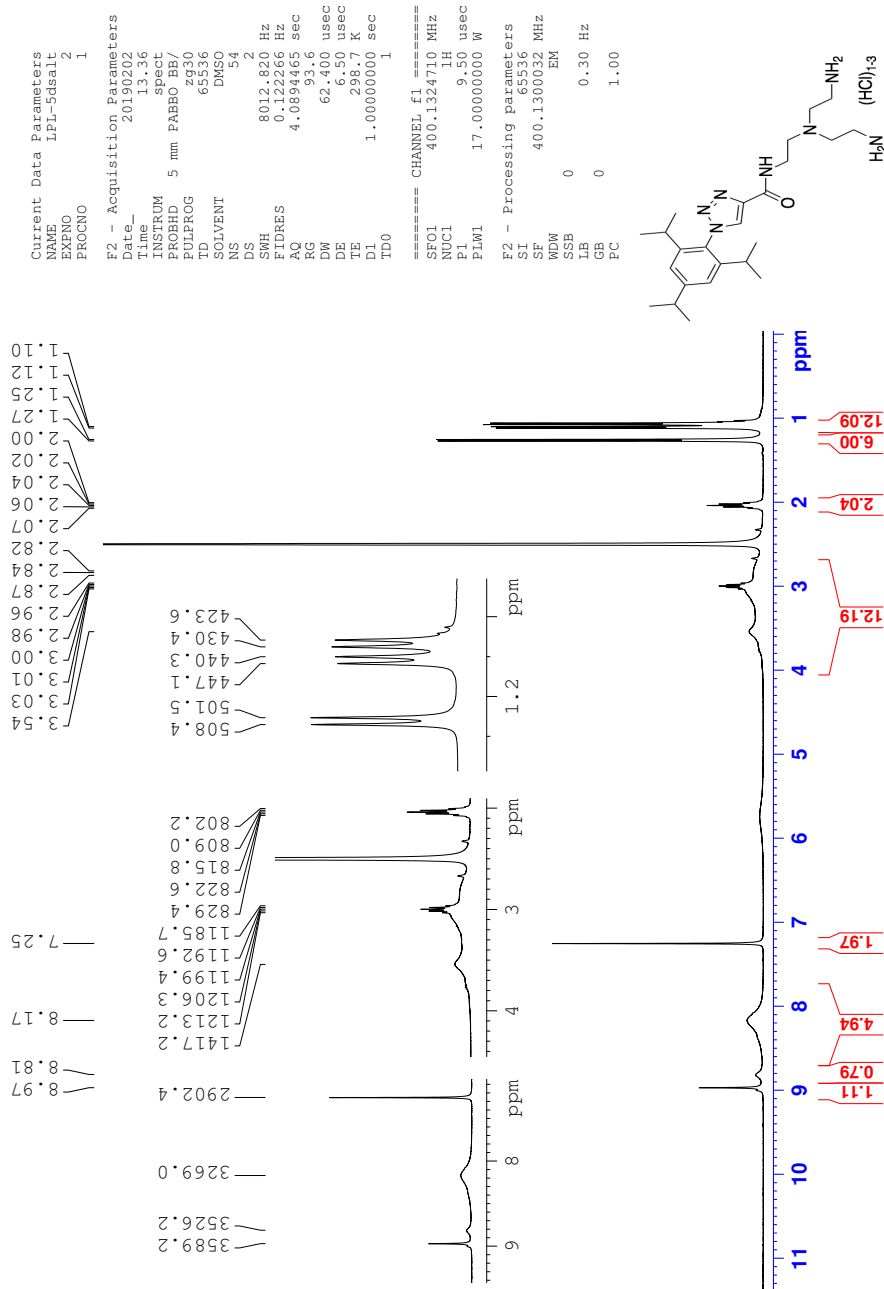 Current Data Parameters
NAME LPL-5dsalt
EXPNO 2
PROCNO 1
F2 - Acquisition Parameters
Date_ 20190202
Time 13.36
INSTRUM spect
PROBHD 5 mm PABBO BB/
PULPROG zg30
TD 65536
SOLVENT DMSO
NS 54
DS 2
SWH 8012.820 Hz
FIDRES 0.122266 Hz
AQ 4.0894465 sec
RG 93.6
DW 62.400 usec
DE 6.50 usec
TE 298.7 K
D1 1.00000000 sec
TD0 1
======== CHANNEL f1 ========
SFO1 400.1324710 MHz
NUC1 1H
P1 9.50 usec
PLW1 17.00000000 W
F2 - Processing parameters
SI 65536
SF 400.1300032 MHz
WDW EM
SSB 0
LB 0.30 Hz
GB 0
PC 1.00
N
N
N
O
NH
N
NH2
H2N
(HCl)1-3
8.97
8.81
8.17
7.25
3.54
3.03
3.01
3.00
2.98
2.96
2.87
2.84
2.82
2.07
2.06
2.04
2.02
2.00
1.27
1.25
1.12
1.10
3589.2
3526.2
3269.0
2902.4
1417.2
1213.2
1206.3
1199.4
1192.6
1185.7
829.4
822.6
815.8
809.0
802.2
508.4
501.5
447.1
440.3
430.4
423.6
9 8 ppm
4 3 ppm
1.2 ppm
11 10 9 8 7 6 5 4 3 2 1 ppm
1.11
0.79
4.94
1.97
12.19
2.04
6.00
12.09